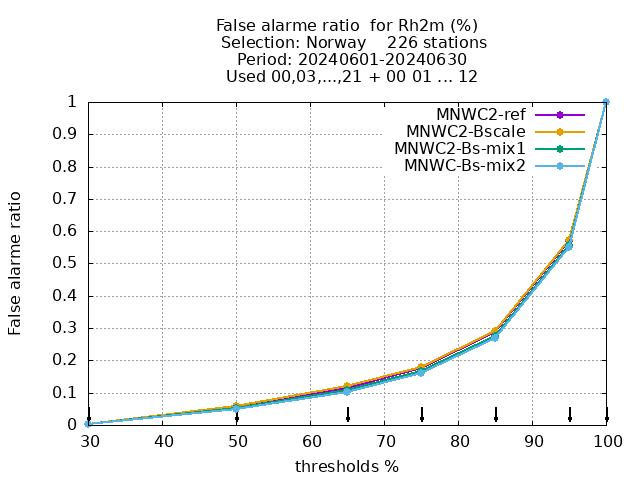 False alarme ratio  for Rh2m (%)
Selection: Norway    226 stations
Period: 20240601-20240630
Used 00,03,...,21 + 00 01 ... 12
MNWC2-ref
MNWC2-Bscale
MNWC2-Bs-mix1
MNWC-Bs-mix2
False alarme ratio
1
0.9
0.8
0.7
0.6
0.5
0.4
0.3
0.2
0.1
0
30 40 50 60 70 80 90 100
thresholds %